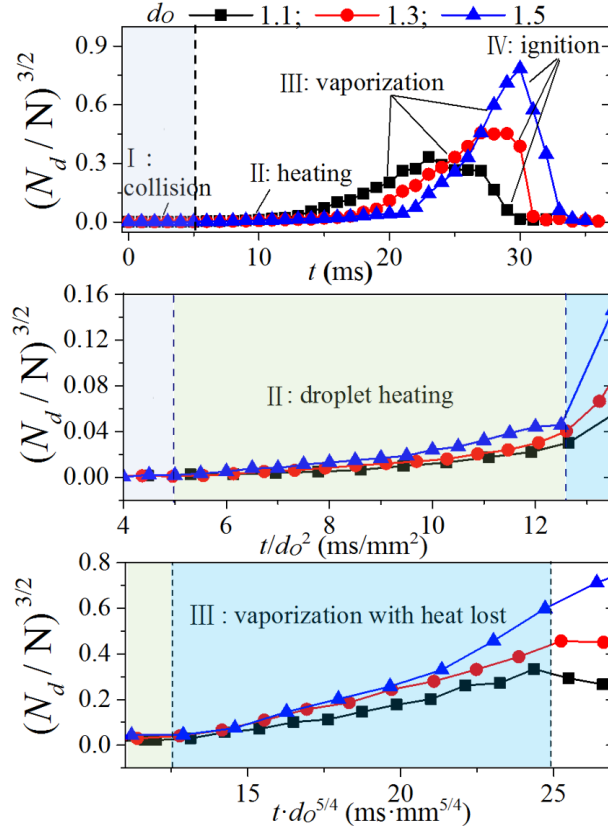 dO 1.1; 1.3; 1.5
0.9
0.6
0.3
0.0
(Nd / N) 3/2
I :
collision
II: heating
III: vaporization
IV: ignition
0 10 20 30
t (ms)
0.16
0.12
0.08
0.04
0.00
(Nd / N) 3/2
II : droplet heating
4 6 8 10 12
t/dO2 (ms/mm2)
0.8
0.6
0.4
0.2
0.0
(Nd / N) 3/2
III : vaporization with heat lost
15 20 25
t·dO5/4 (ms·mm5/4)